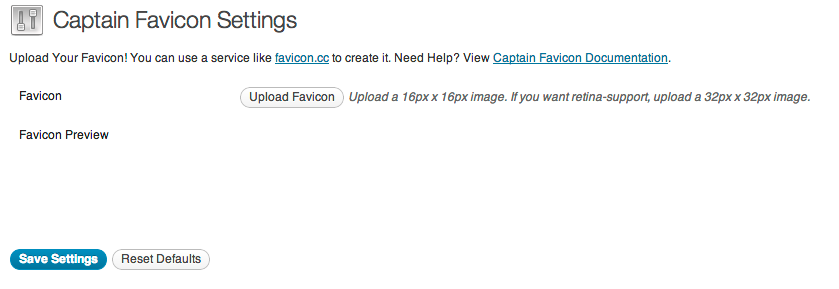 Captain Favicon Settings
Upload Your Favicon! You can use a service like favicon.cc to create it. Need Help? View Captain Favicon Documentation.
Favicon Upload Favicon Upload a 16px x 16px image. If you want retina-support, upload a 32px x 32px image.
Favicon Preview
Save Settings Reset Defaults